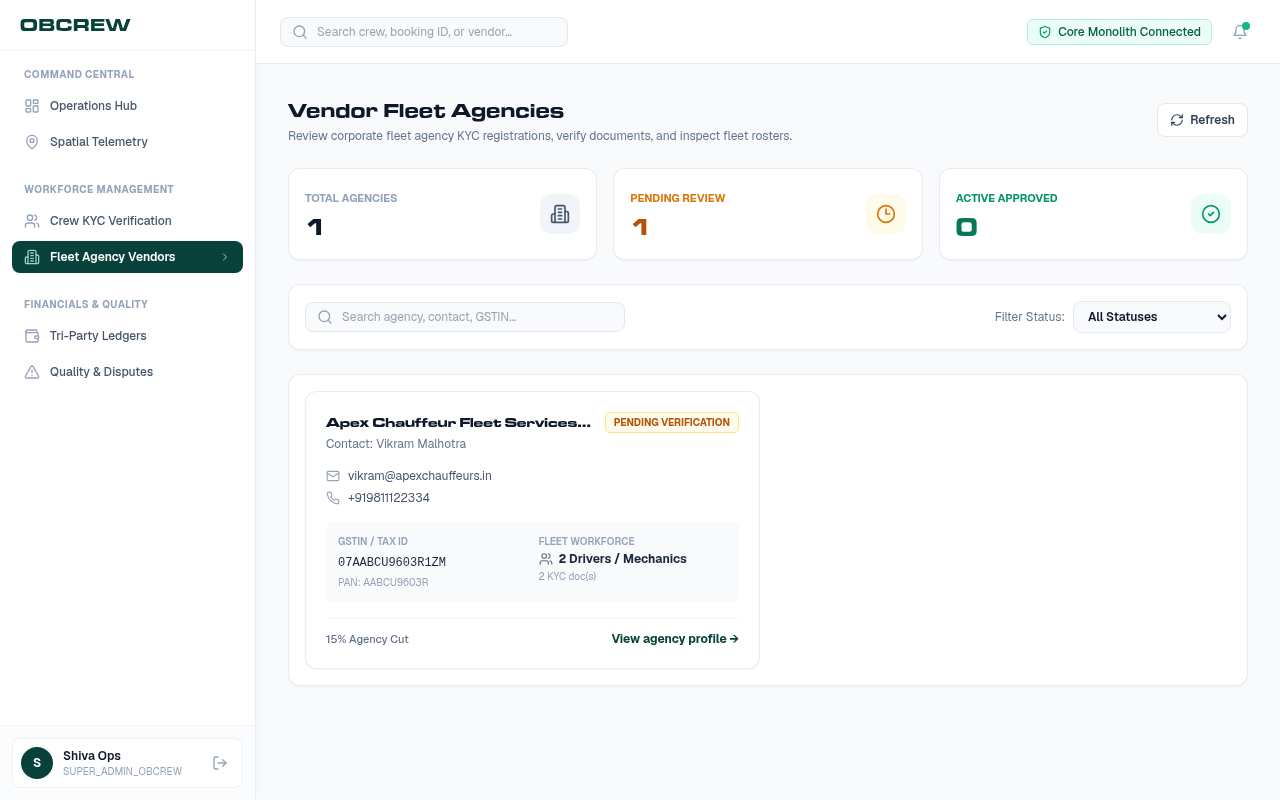 OBCREW
Search crew, booking ID, or vendor...
Core Monolith Connected
COMMAND CENTRAL
Operations Hub
Spatial Telemetry
WORKFORCE MANAGEMENT
Crew KYC Verification
Fleet Agency Vendors
FINANCIALS & QUALITY
Tri-Party Ledgers
Quality & Disputes
S
Shiva Ops
SUPER_ADMIN_OBCREW
Vendor Fleet Agencies
Review corporate fleet agency KYC registrations, verify documents, and inspect fleet rosters.
Refresh
TOTAL AGENCIES
1
PENDING REVIEW
1
ACTIVE APPROVED
0
Search agency, contact, GSTIN...
Filter Status:
All Statuses
Apex Chauffeur Fleet Services...
PENDING VERIFICATION
Contact: Vikram Malhotra
vikram@apexchauffeurs.in
+919811122334
GSTIN / TAX ID
07AABCU9603R1ZM
PAN: AABCU9603R
FLEET WORKFORCE
2 Drivers / Mechanics
2 KYC doc(s)
15% Agency Cut
View agency profile →